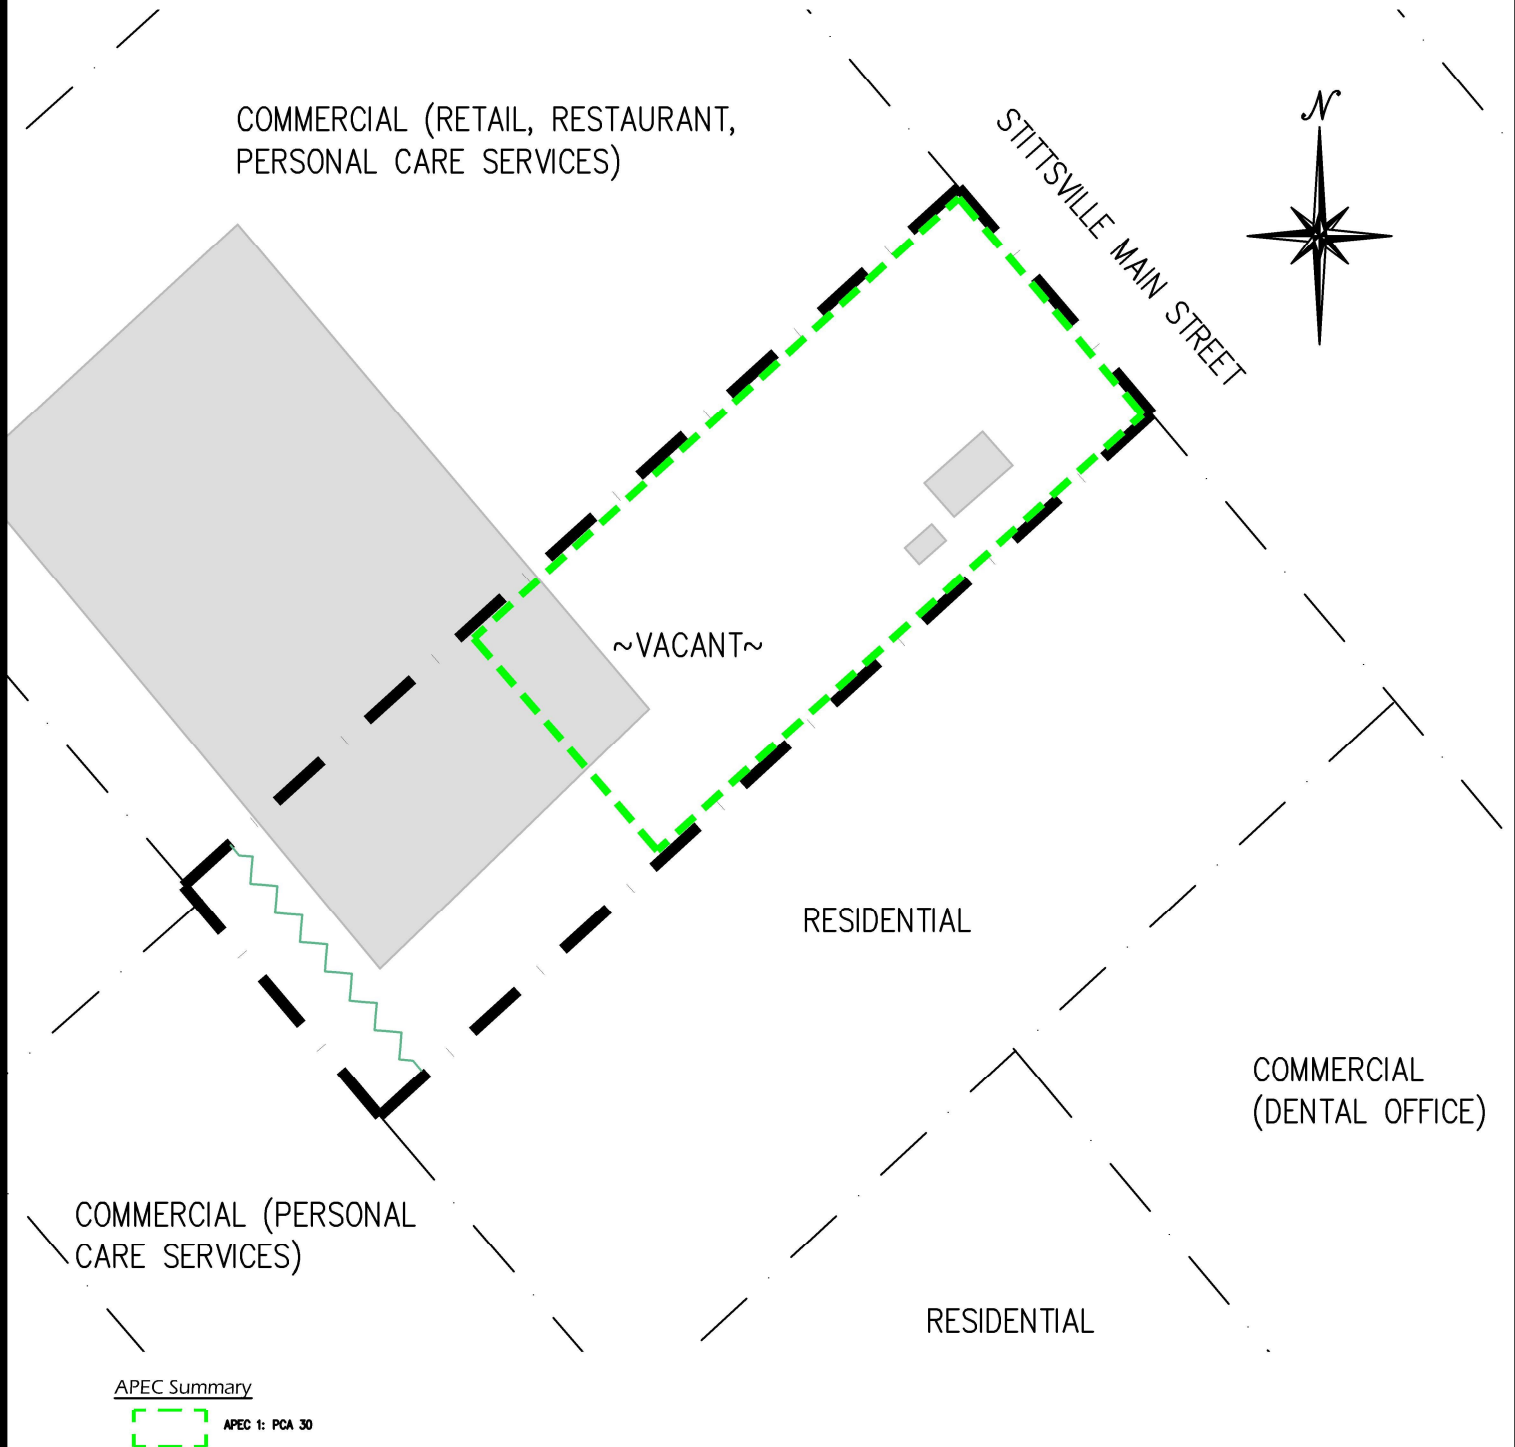 COMMERCIAL (RETAIL, RESTAURANT,
PERSONAL CARE SERVICES)
N
STITTSVILLE MAIN STREET
~VACANT~
RESIDENTIAL
COMMERCIAL
(DENTAL OFFICE)
COMMERCIAL (PERSONAL
CARE SERVICES)
RESIDENTIAL
APEC Summary
APEC 1: PCA 30